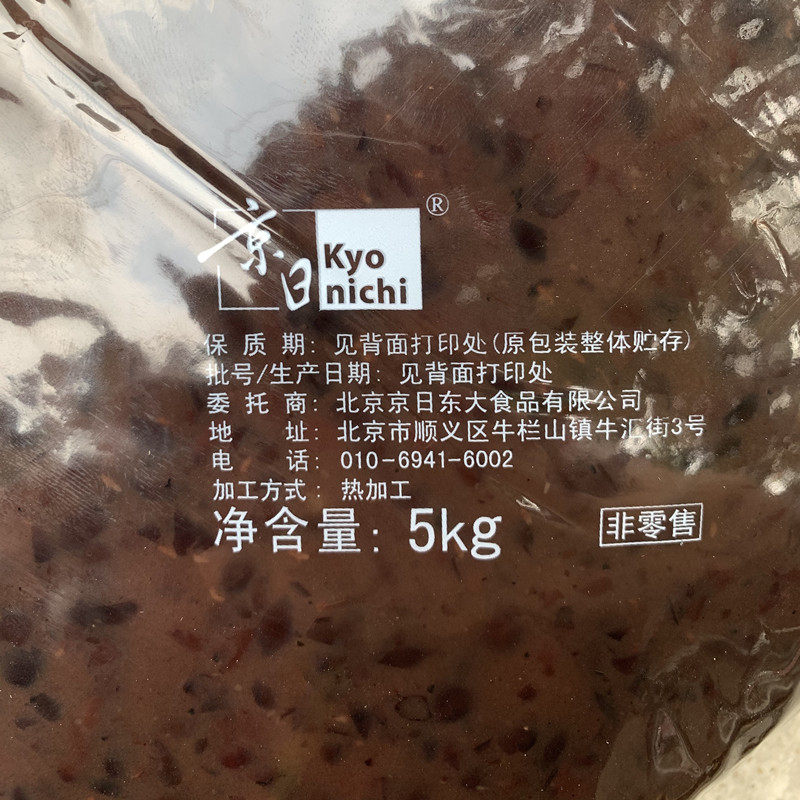 京日
Kyo
nichi
®
保质期: 见背面打印处(原包装整体贮存)
批号/生产日期: 见背面打印处
委托商: 北京京日东大食品有限公司
地址: 北京市顺义区牛栏山镇牛汇街3号
电话: 010-6941-6002
加工方式: 热加工
净含量: 5kg
非零售